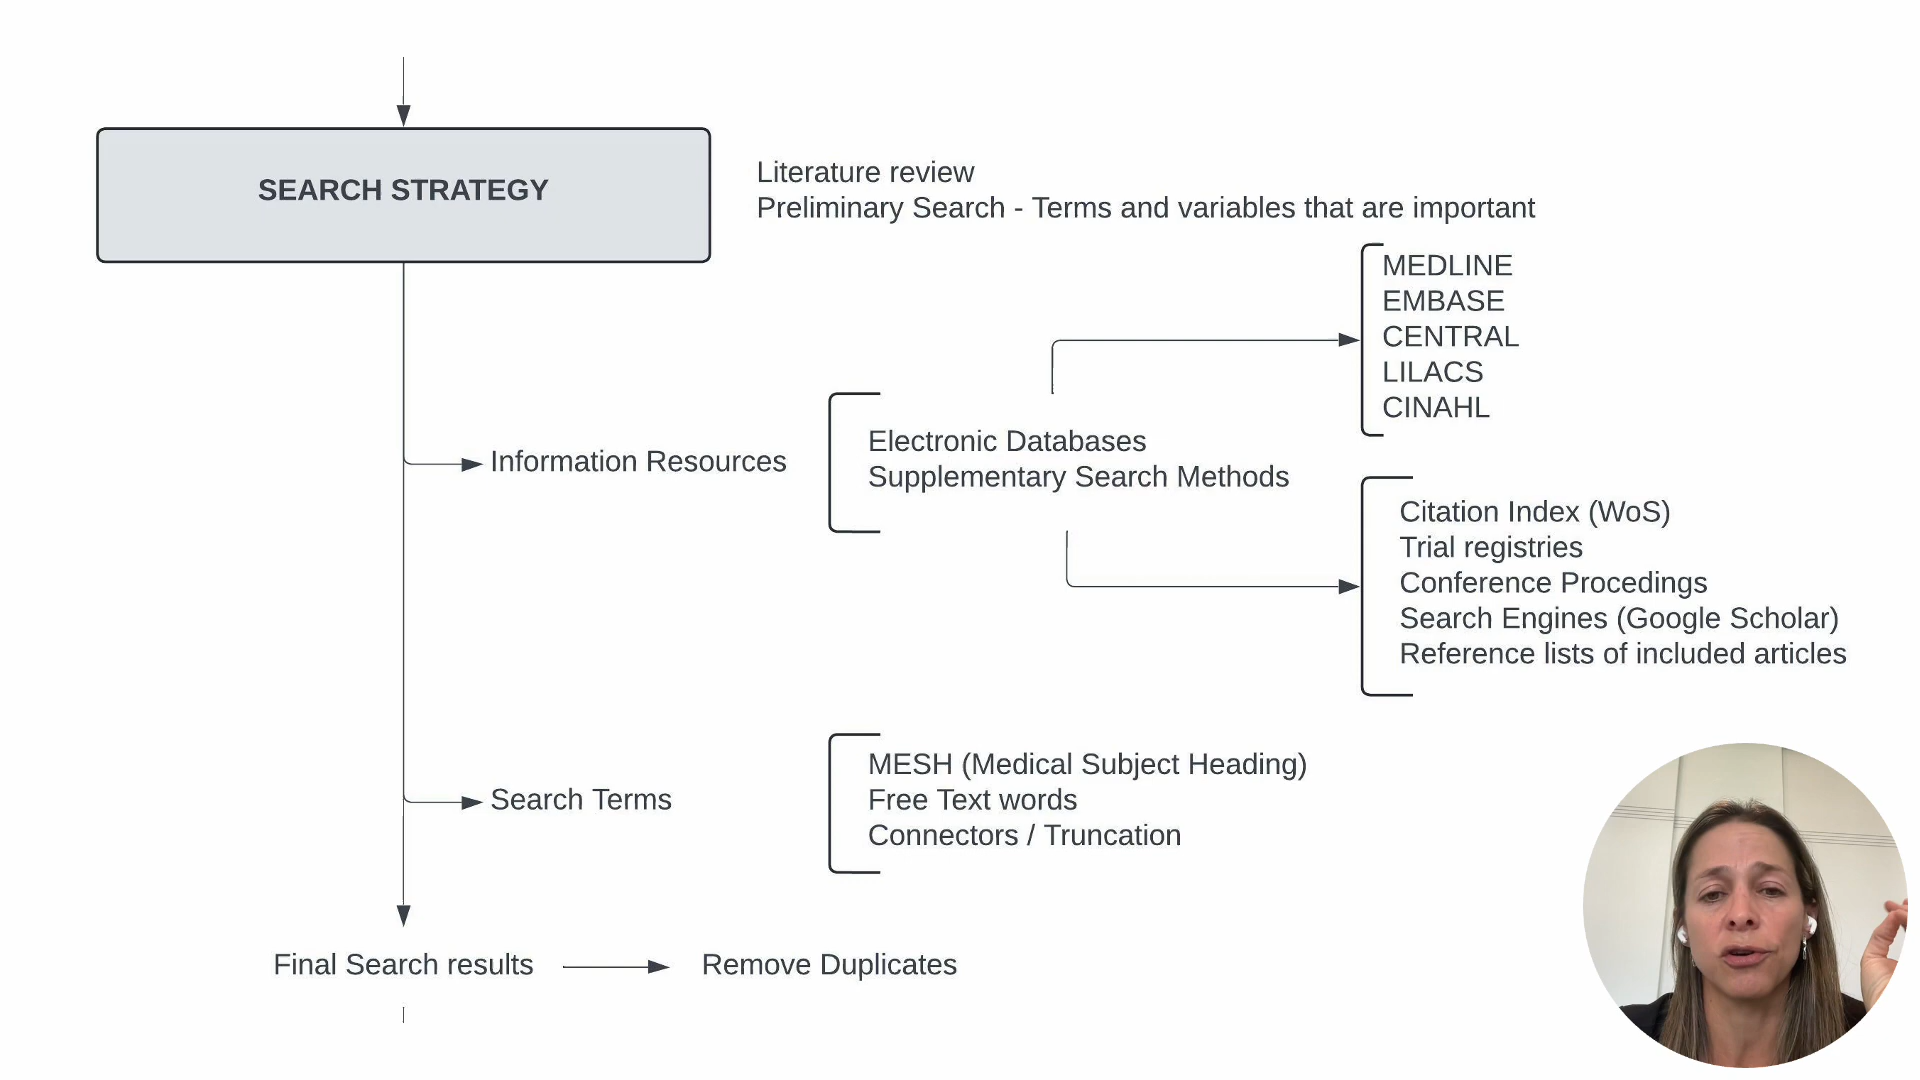 SEARCH STRATEGY
Literature review
Preliminary Search - Terms and variables that are important
MEDLINE
EMBASE
CENTRAL
LILACS
CINAHL
Information Resources
Electronic Databases
Supplementary Search Methods
Citation Index (WoS)
Trial registries
Conference Procedings
Search Engines (Google Scholar)
Reference lists of included articles
Search Terms
MESH (Medical Subject Heading)
Free Text words
Connectors / Truncation
Final Search results
Remove Duplicates